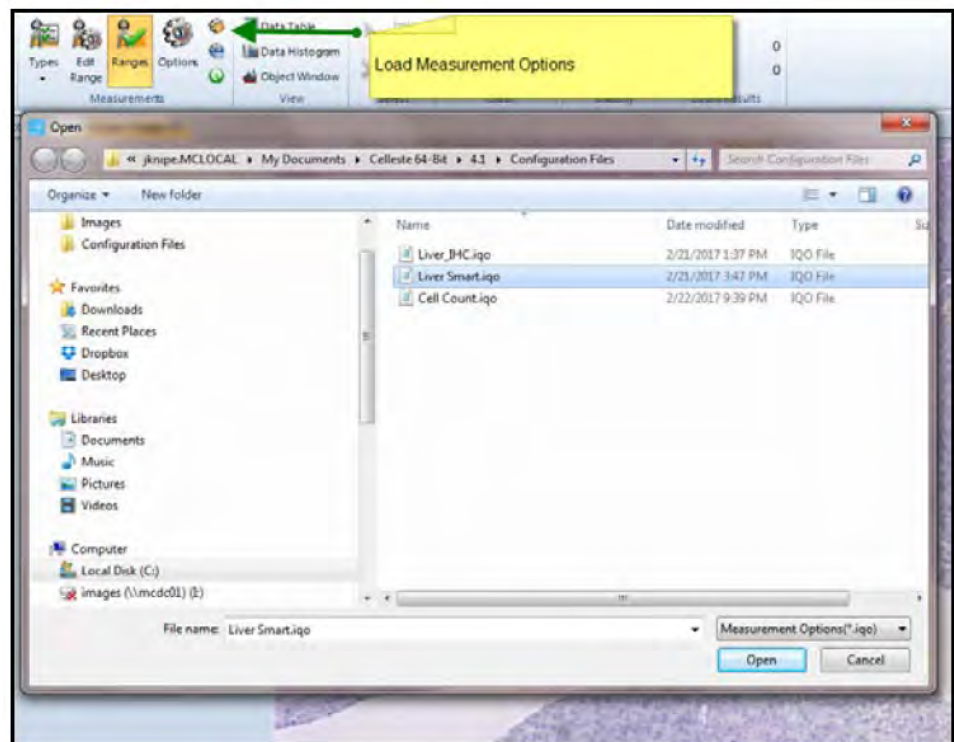 Types
Edit
Range
Ranges
Options
Measurements
Data Table
Data Histogram
Object Window
View
Load Measurement Options
0
0
Open
« jknipe.MCLOCAL ▸ My Documents ▸ Celleste 64-Bit ▸ 4.1 ▸ Configuration Files
Search Configuration Files
Organize
New folder
Images
Configuration Files
Favorites
Downloads
Recent Places
Dropbox
Desktop
Libraries
Documents
Music
Pictures
Videos
Computer
Local Disk (C:)
images (\\mcdc01) (I:)
Name Date modified Type
Liver_IHC.iqo 2/21/2017 1:37 PM IQO File
Liver Smart.iqo 2/21/2017 3:47 PM IQO File
Cell Count.iqo 2/22/2017 9:39 PM IQO File
File name: Liver Smart.iqo
Measurement Options(*.iqo)
Open
Cancel